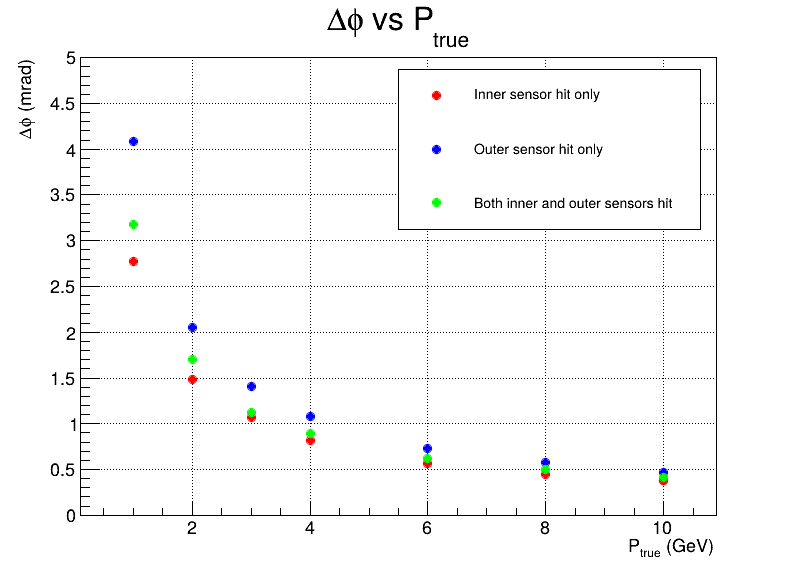 Δϕ vs P_true
Δϕ (mrad)
5
4.5
4
3.5
3
2.5
2
1.5
1
0.5
0
Inner sensor hit only
Outer sensor hit only
Both inner and outer sensors hit
2 4 6 8 10
P_true (GeV)